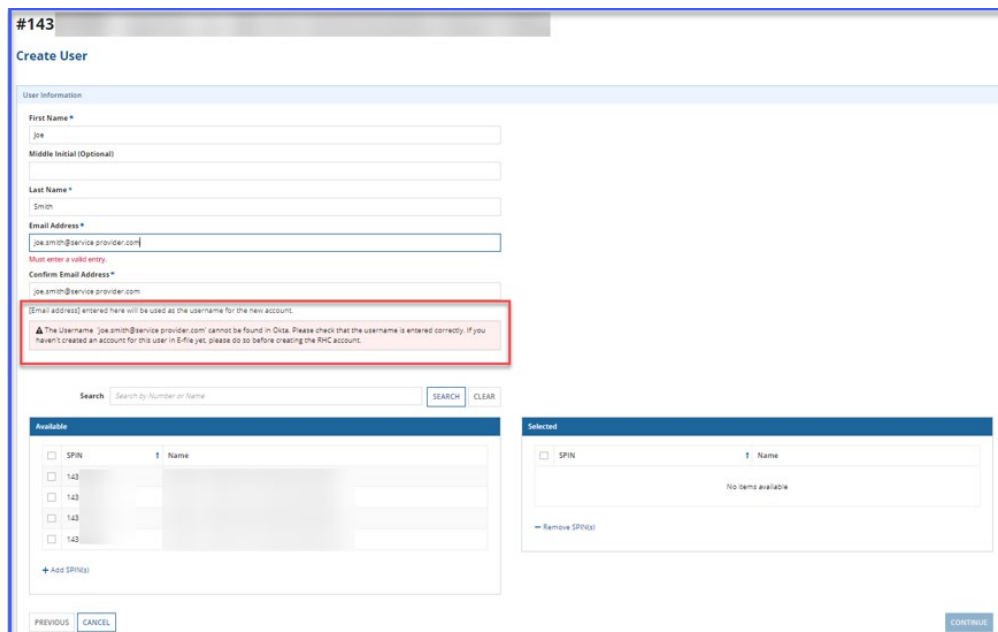 #143
Create User
User Information
First Name *
Joe
Middle Initial (Optional)
Last Name *
Smith
Email Address *
joe.smith@service provider.com
Must enter a valid entry.
Confirm Email Address *
joe.smith@service provider.com
[Email address] entered here will be used as the username for the new account.
The Username 'joe.smith@service provider.com' cannot be found in Okta. Please check that the username is entered correctly. If you
haven't created an account for this user in E-file yet, please do so before creating the RHC account.
Search Search by Number or Name SEARCH CLEAR
Available
SPIN ↑ Name
143
143
143
143
+ Add SPIN(s)
Selected
SPIN ↑ Name
No items available
− Remove SPIN(s)
PREVIOUS CANCEL CONTINUE